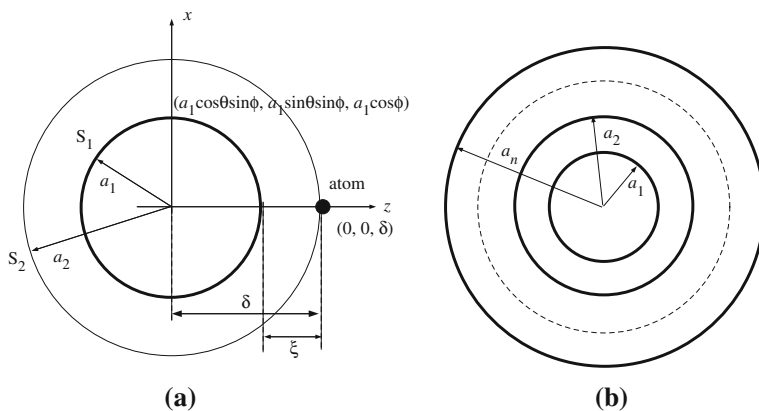 x
(a₁cosθsinϕ, a₁sinθsinϕ, a₁cosϕ)
S₁
a₁
atom
z
(0, 0, δ)
S₂
a₂
δ
ξ
(a)
a₂
aₙ
a₁
(b)